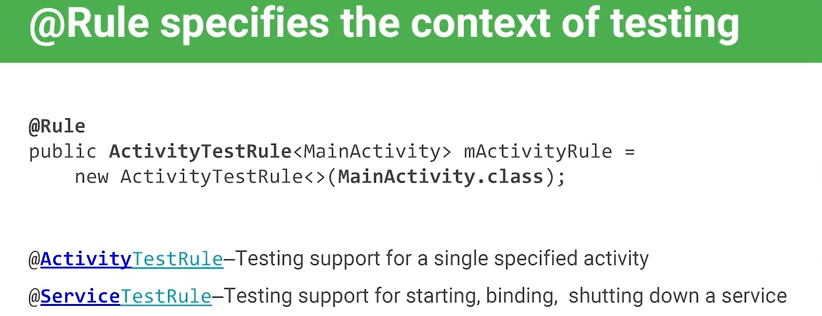 @Rule specifies the context of testing
@Rule
public ActivityTestRule<MainActivity> mActivityRule =
new ActivityTestRule<>(MainActivity.class);
@ActivityTestRule–Testing support for a single specified activity
@ServiceTestRule–Testing support for starting, binding,  shutting down a service